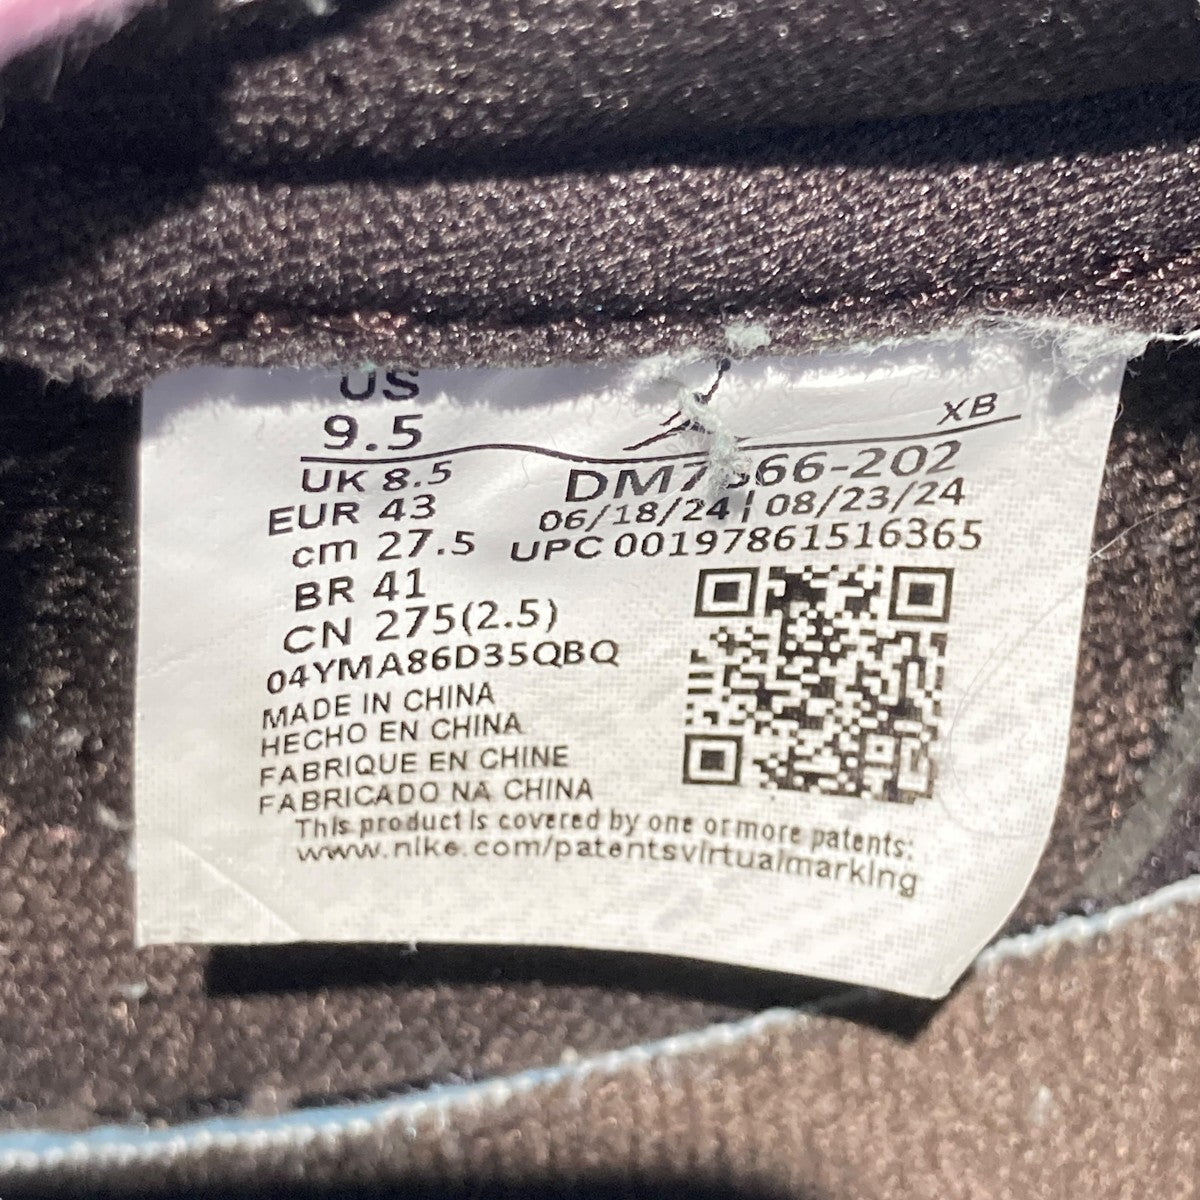 US
9.5
XB
UK 8.5
EUR 43
06/18/24 08/23/24
cm 27.5
UPC 00197861516365
BR 41
CN 275(2.5)
04YMA86D35QBQ
MADE IN CHINA
HECHO EN CHINA
FABRIQUE EN CHINE
FABRICADO NA CHINA
This product is covered by one or more patents:
www.nike.com/patentsvirtualmarking